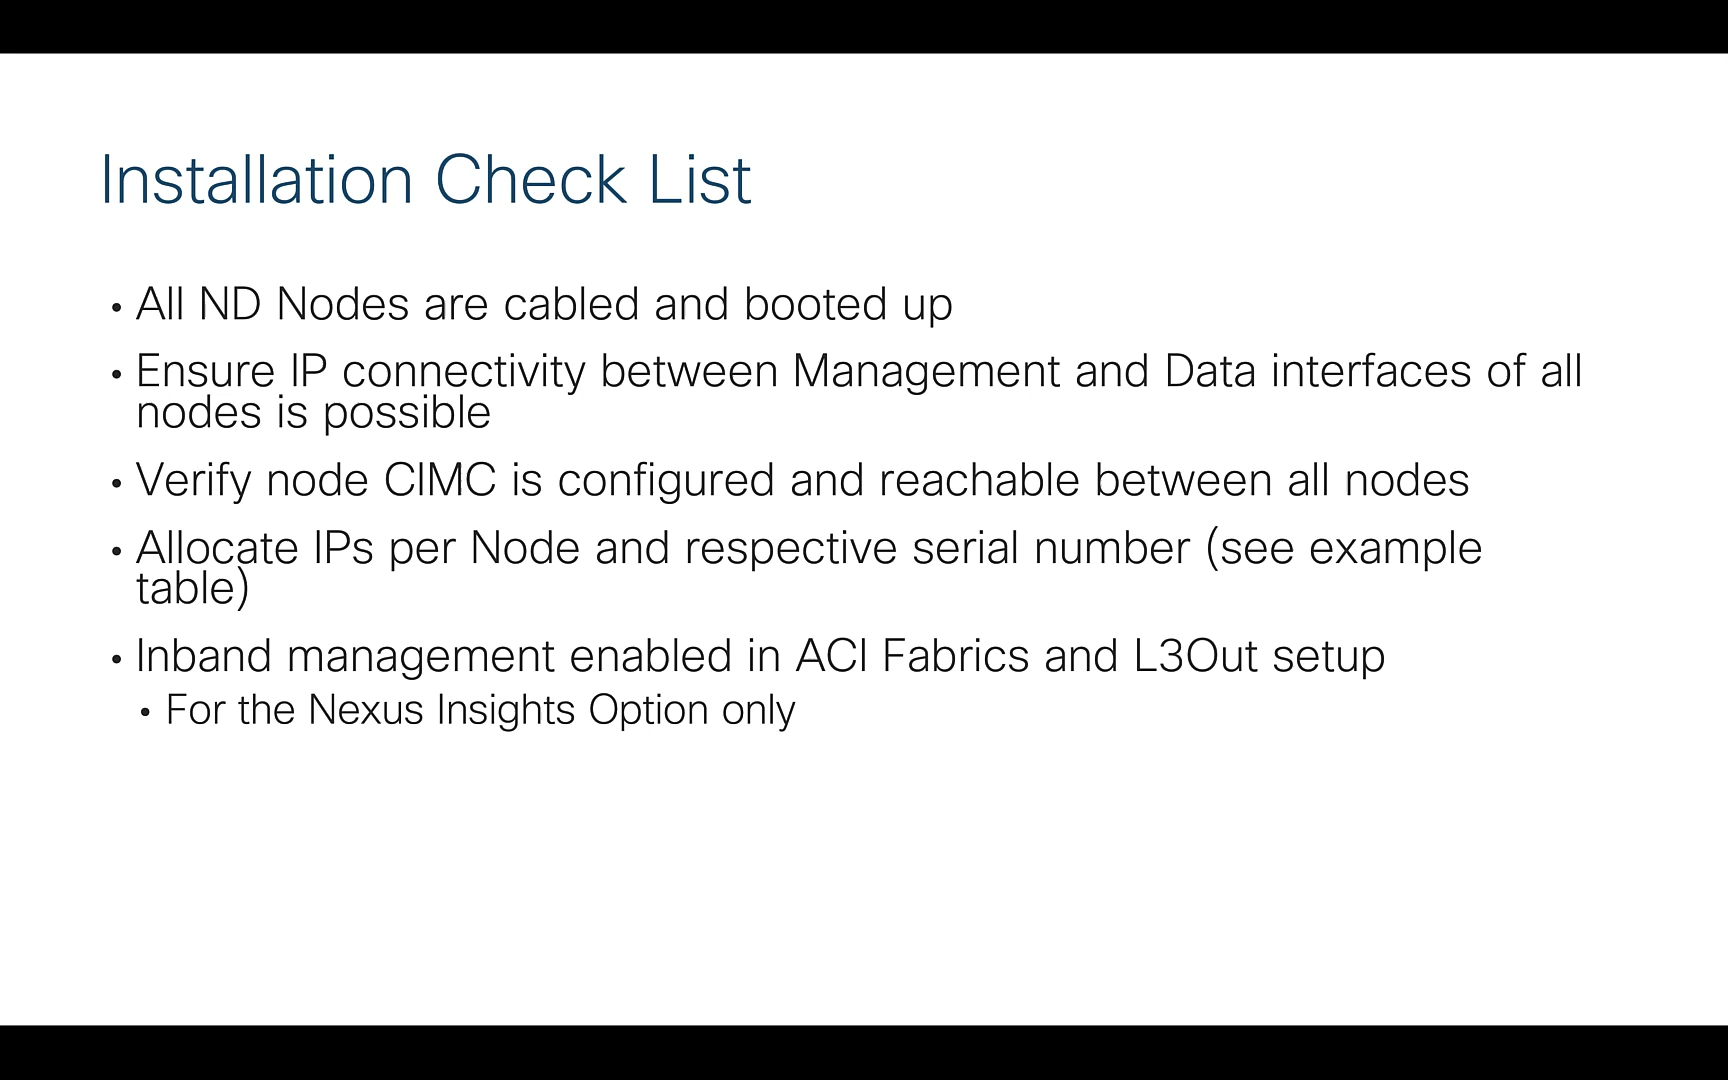 Installation Check List
• All ND Nodes are cabled and booted up
• Ensure IP connectivity between Management and Data interfaces of all
nodes is possible
• Verify node CIMC is configured and reachable between all nodes
• Allocate IPs per Node and respective serial number (see example
table)
• Inband management enabled in ACI Fabrics and L3Out setup
• For the Nexus Insights Option only